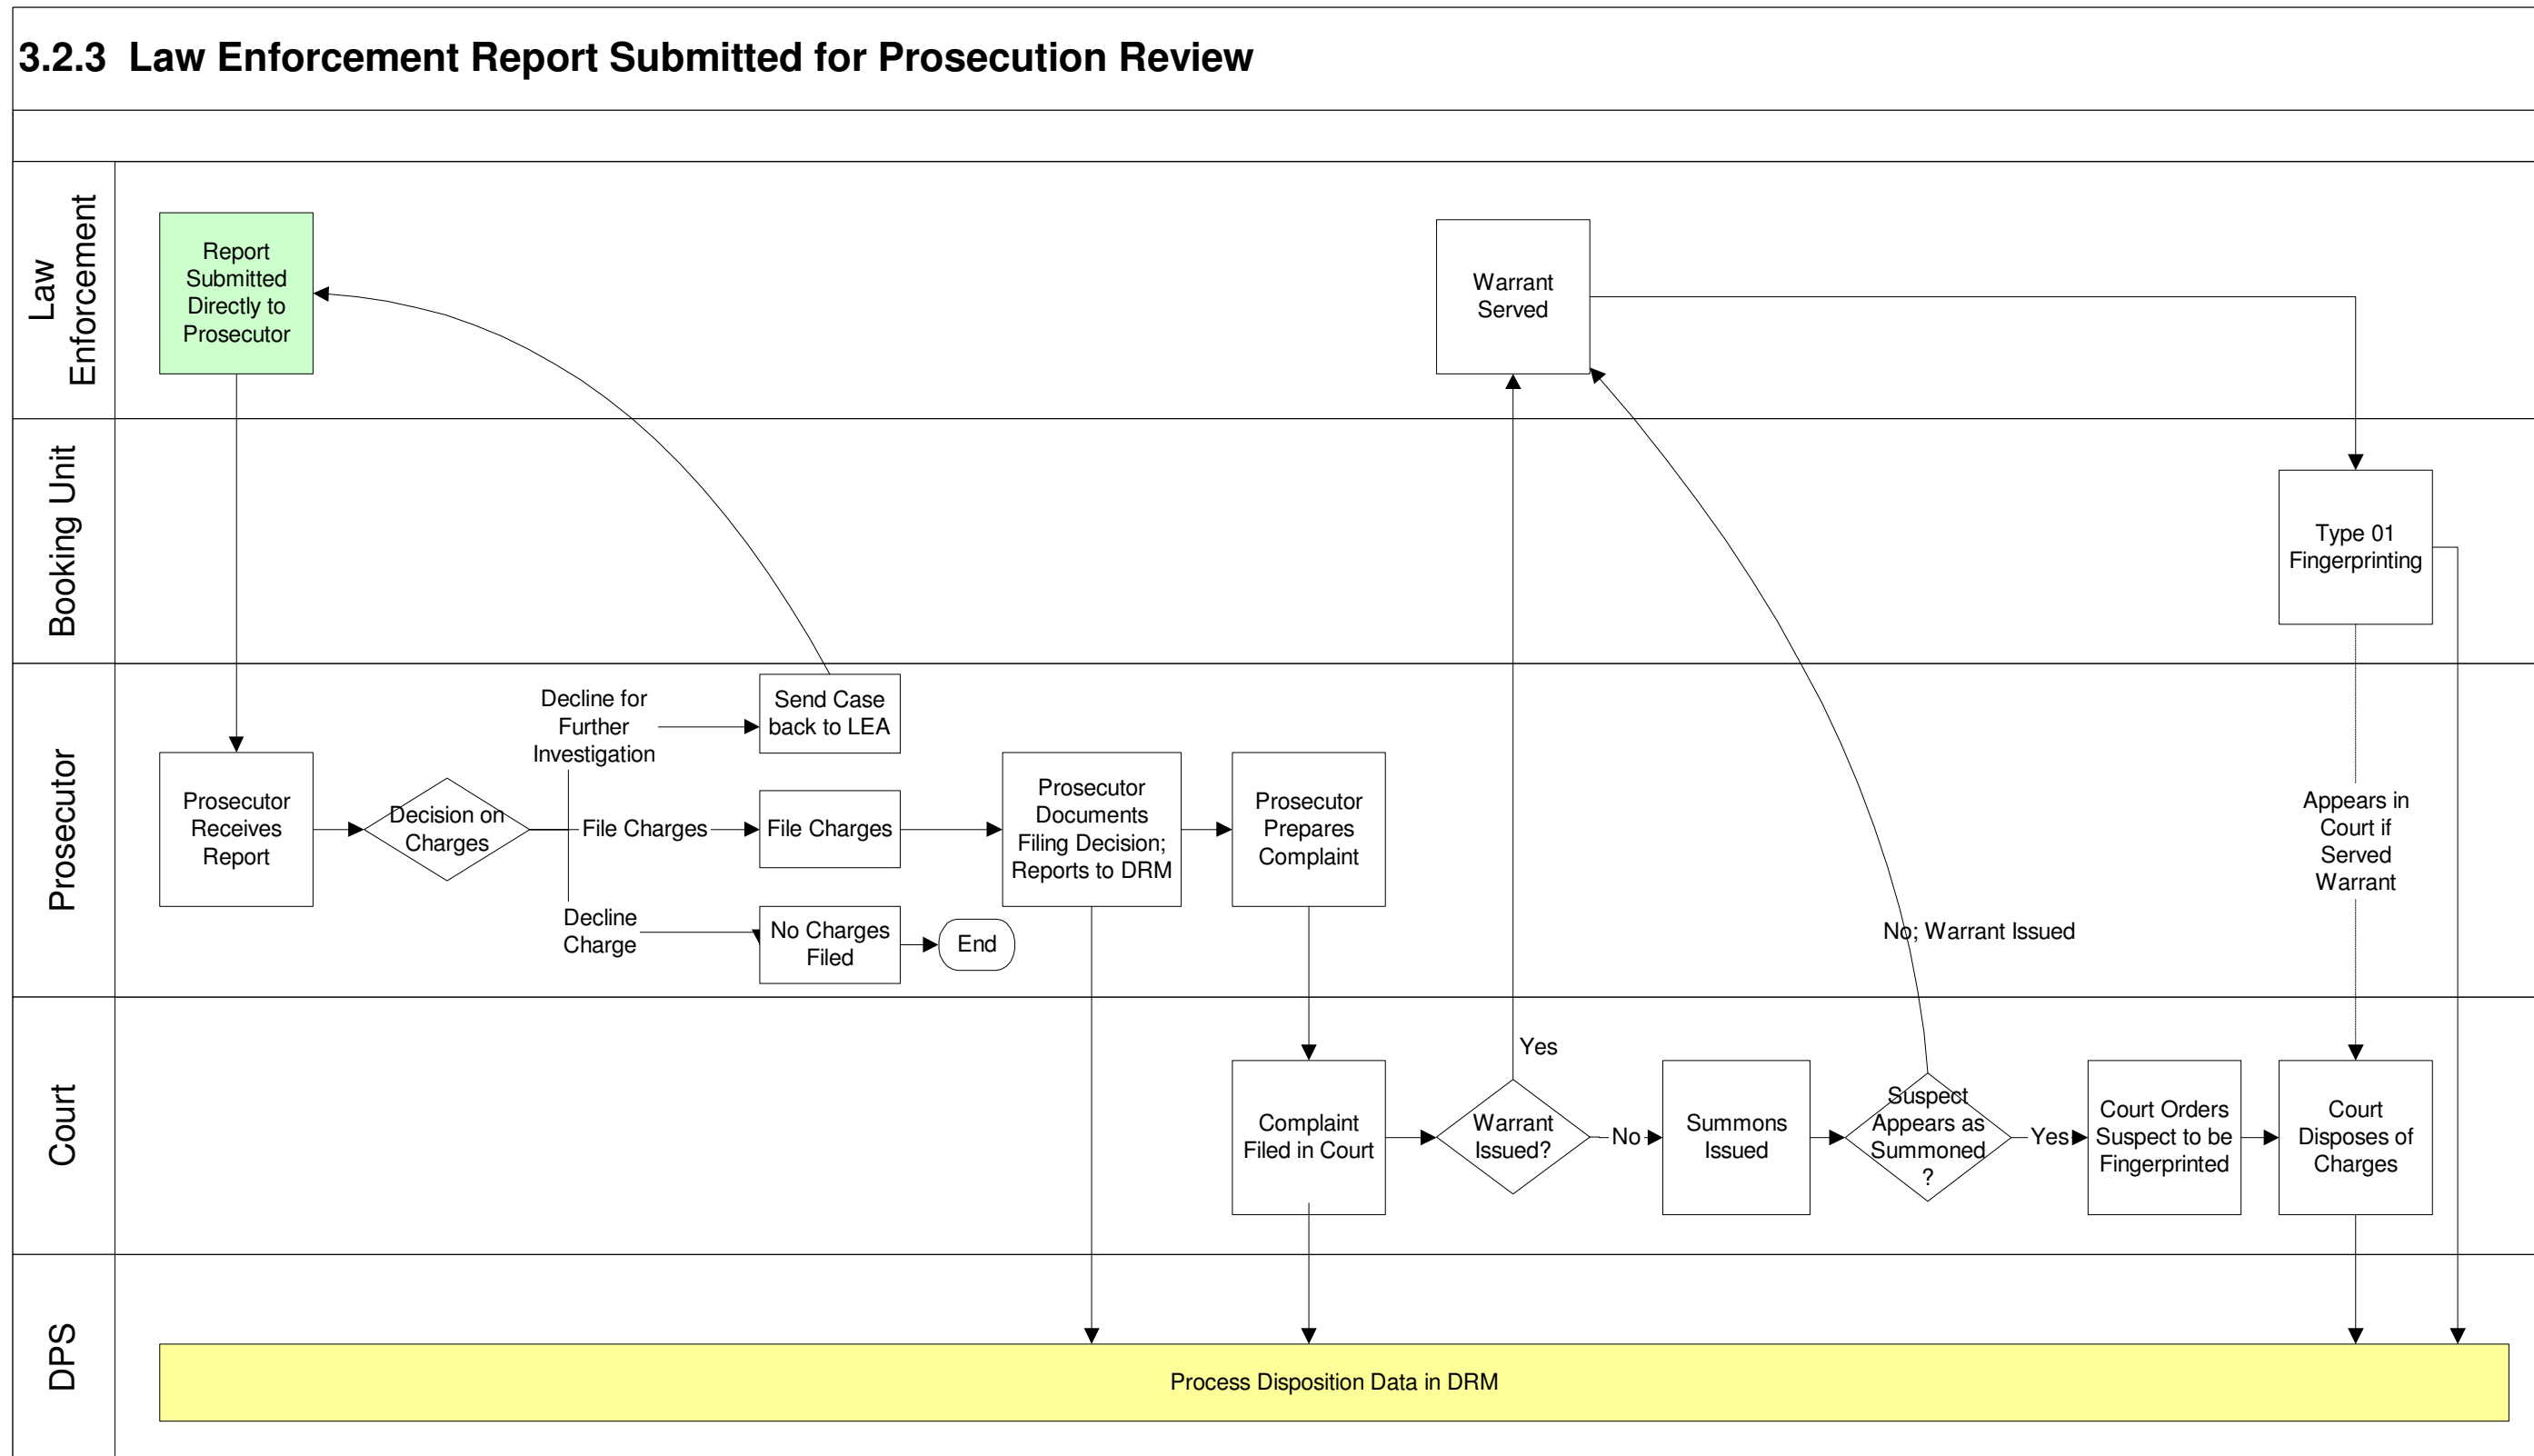 3.2.3 Law Enforcement Report Submitted for Prosecution Review
Law
Enforcement
Report
Submitted
Directly to
Prosecutor
Warrant
Served
Booking Unit
Type 01
Fingerprinting
Prosecutor
Prosecutor
Receives
Report
Decision on
Charges
Decline for
Further
Investigation
Send Case
back to LEA
File Charges
File Charges
Decline
Charge
No Charges
Filed
End
Prosecutor
Documents
Filing Decision;
Reports to DRM
Prosecutor
Prepares
Complaint
No; Warrant Issued
Appears in
Court if
Served
Warrant
Court
Complaint
Filed in Court
Warrant
Issued?
Yes
No
Summons
Issued
Suspect
Appears as
Summoned
?
Yes
Court Orders
Suspect to be
Fingerprinted
Court
Disposes of
Charges
DPS
Process Disposition Data in DRM